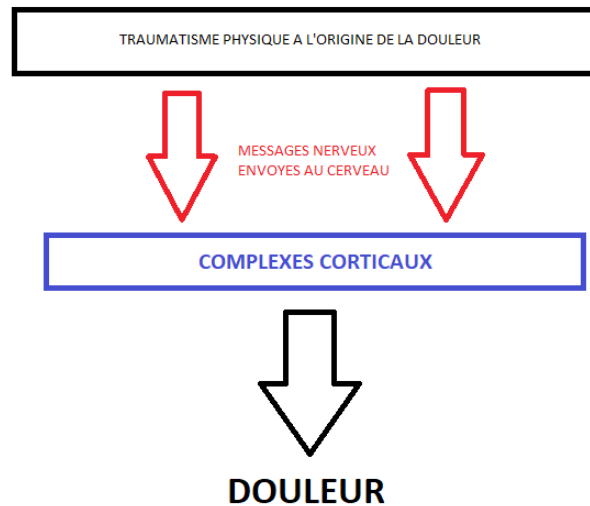 TRAUMATISME PHYSIQUE A L'ORIGINE DE LA DOULEUR
MESSAGES NERVEUX
ENVOYES AU CERVEAU
COMPLEXES CORTICAUX
DOULEUR